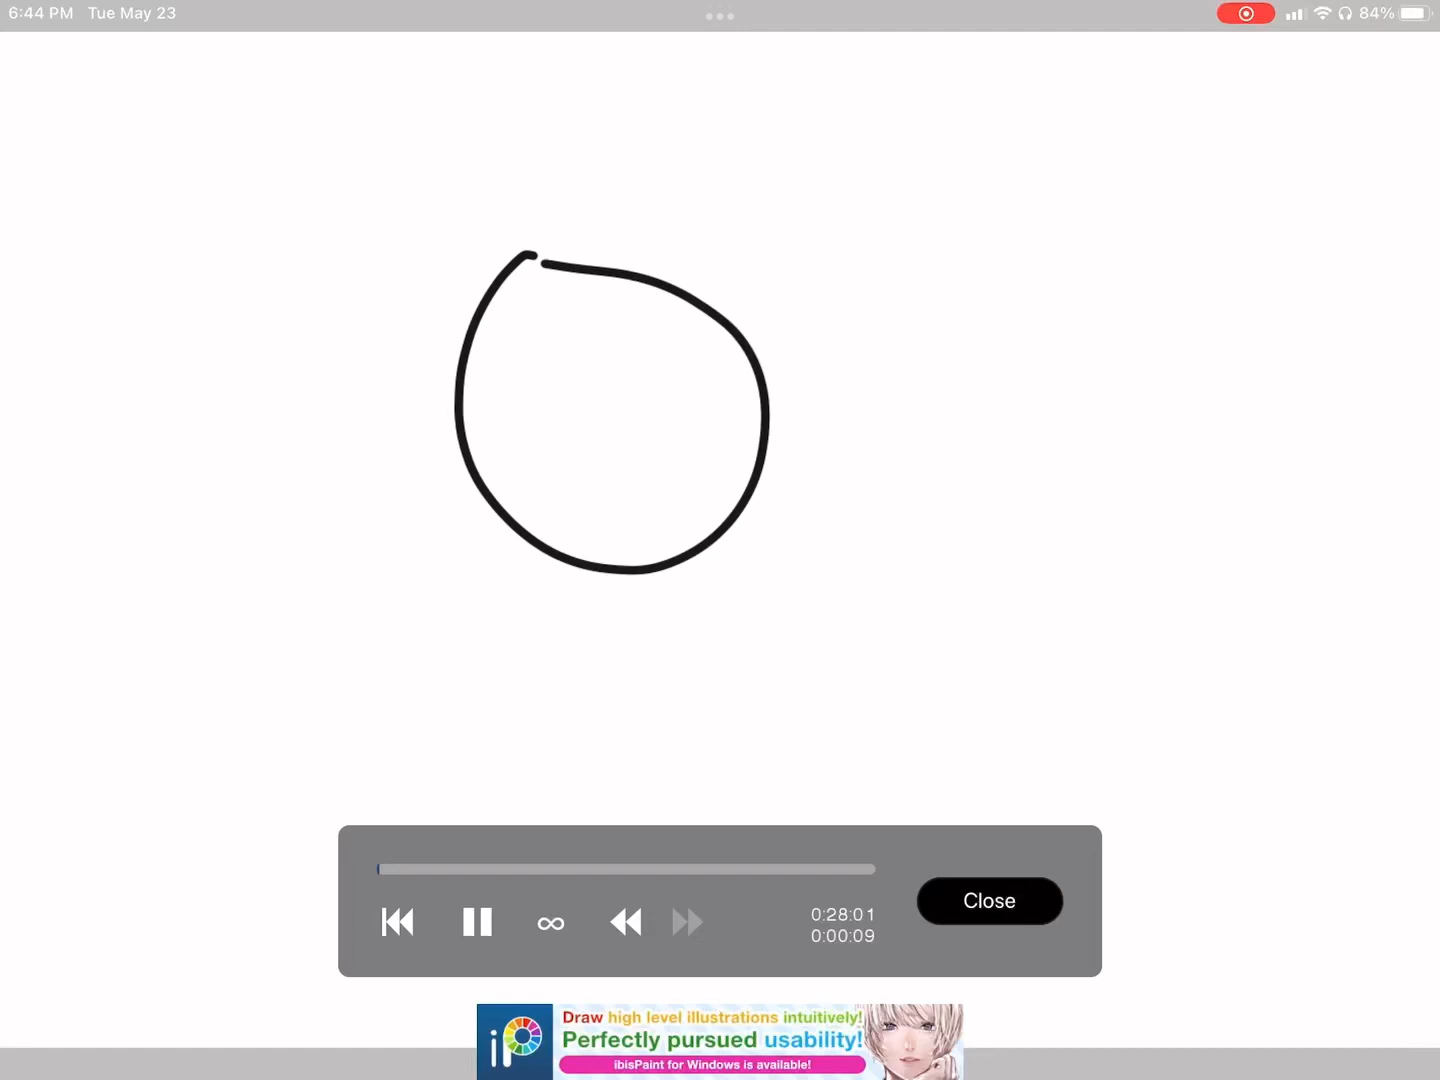 6:44 PM Tue May 23
84%
0:28:01
0:00:09
Close
iP
Draw high level illustrations intuitively!
Perfectly pursued usability!
ibisPaint for Windows is available!